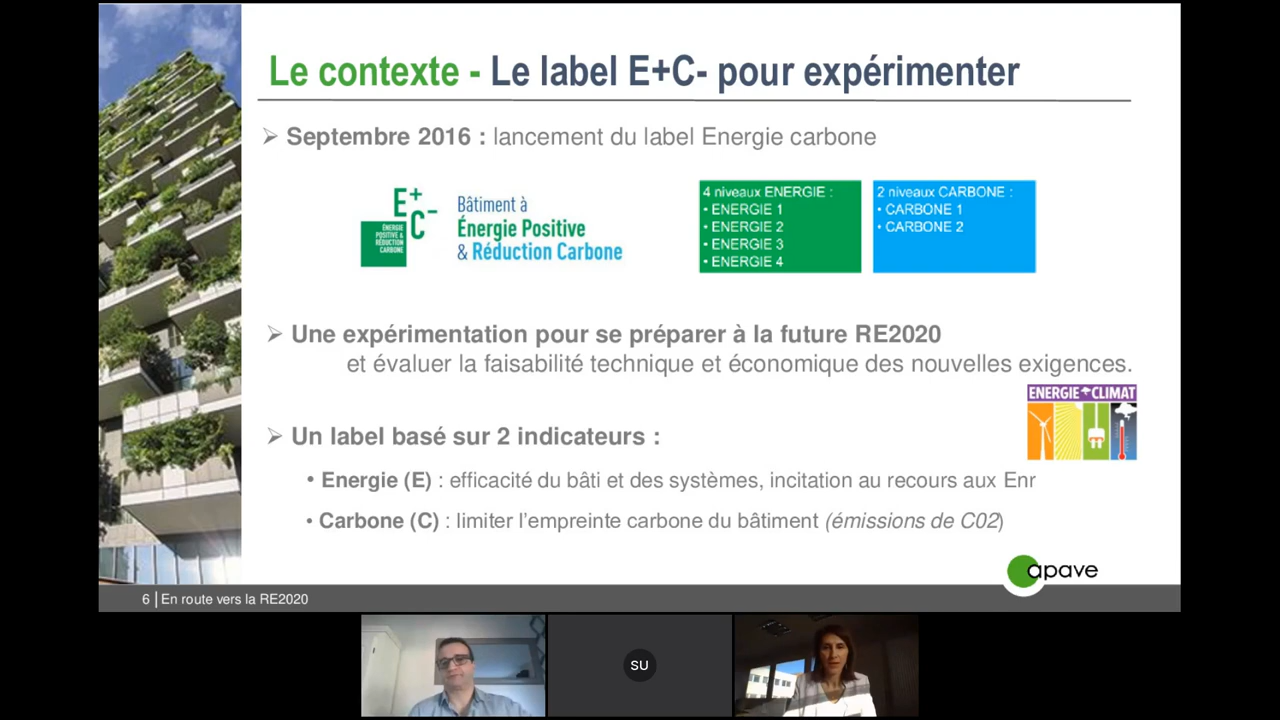 Le contexte - Le label E+C- pour expérimenter
➢ Septembre 2016 : lancement du label Energie carbone
E+
C-
ÉNERGIE
POSITIVE &
RÉDUCTION
CARBONE
Bâtiment à
Énergie Positive
& Réduction Carbone
4 niveaux ENERGIE :
• ENERGIE 1
• ENERGIE 2
• ENERGIE 3
• ENERGIE 4
2 niveaux CARBONE :
• CARBONE 1
• CARBONE 2
➢ Une expérimentation pour se préparer à la future RE2020
et évaluer la faisabilité technique et économique des nouvelles exigences.
ENERGIE CLIMAT
➢ Un label basé sur 2 indicateurs :
• Energie (E) : efficacité du bâti et des systèmes, incitation au recours aux Enr
• Carbone (C) : limiter l'empreinte carbone du bâtiment (émissions de C02)
apave
6 | En route vers la RE2020
SU